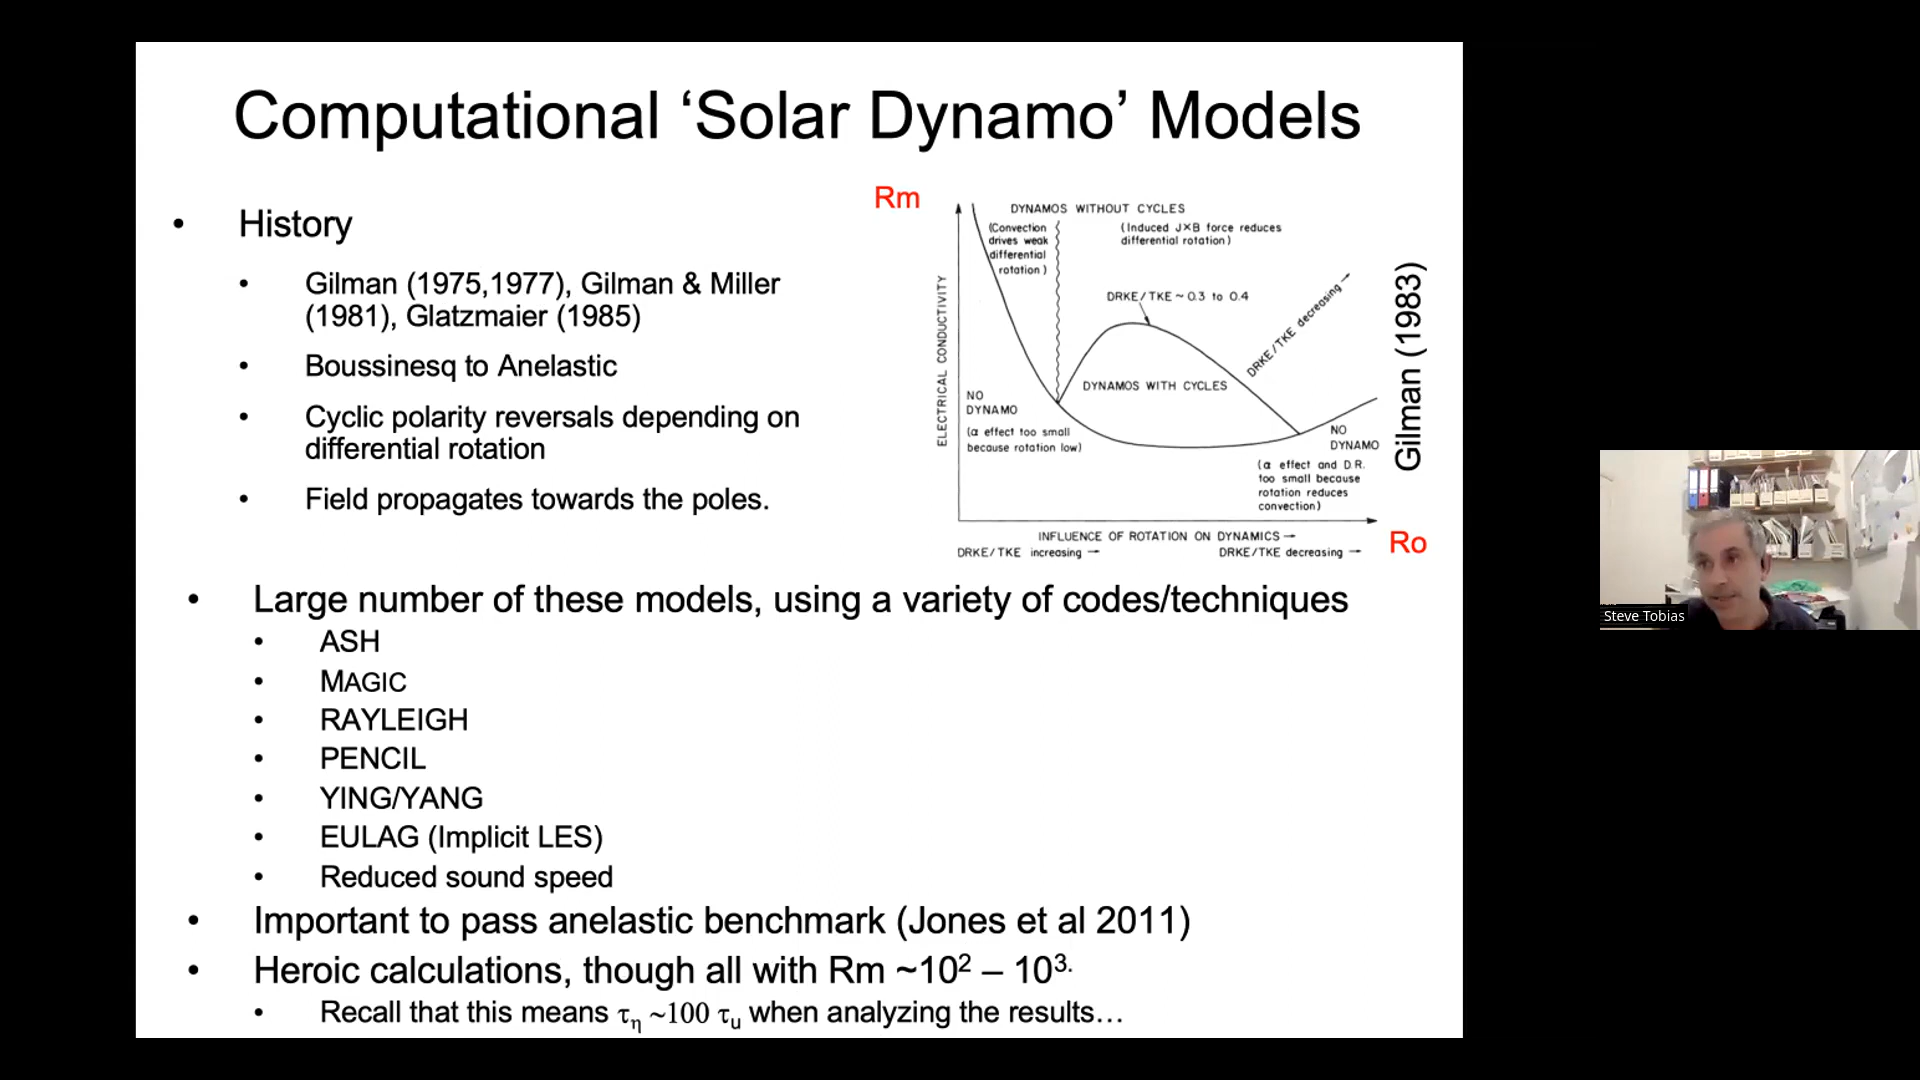 Computational ‘Solar Dynamo’ Models
• History
• Gilman (1975,1977), Gilman & Miller
(1981), Glatzmaier (1985)
• Boussinesq to Anelastic
• Cyclic polarity reversals depending on
differential rotation
• Field propagates towards the poles.
Rm
DYNAMOS WITHOUT CYCLES
(Convection
drives weak
differential
rotation)
(Induced J×B force reduces
differential rotation)
DRKE/TKE ~ 0.3 to 0.4
DRKE/TKE decreasing →
ELECTRICAL CONDUCTIVITY
DYNAMOS WITH CYCLES
NO
DYNAMO
(α effect too small
because rotation low)
NO
DYNAMO
(α effect and D.R.
too small because
rotation reduces
convection)
INFLUENCE OF ROTATION ON DYNAMICS →
DRKE/TKE increasing →
DRKE/TKE decreasing →
Ro
Gilman (1983)
• Large number of these models, using a variety of codes/techniques
• ASH
• MAGIC
• RAYLEIGH
• PENCIL
• YING/YANG
• EULAG (Implicit LES)
• Reduced sound speed
• Important to pass anelastic benchmark (Jones et al 2011)
• Heroic calculations, though all with Rm ~10² – 10³·
• Recall that this means τη ~100 τu when analyzing the results…
Steve Tobias